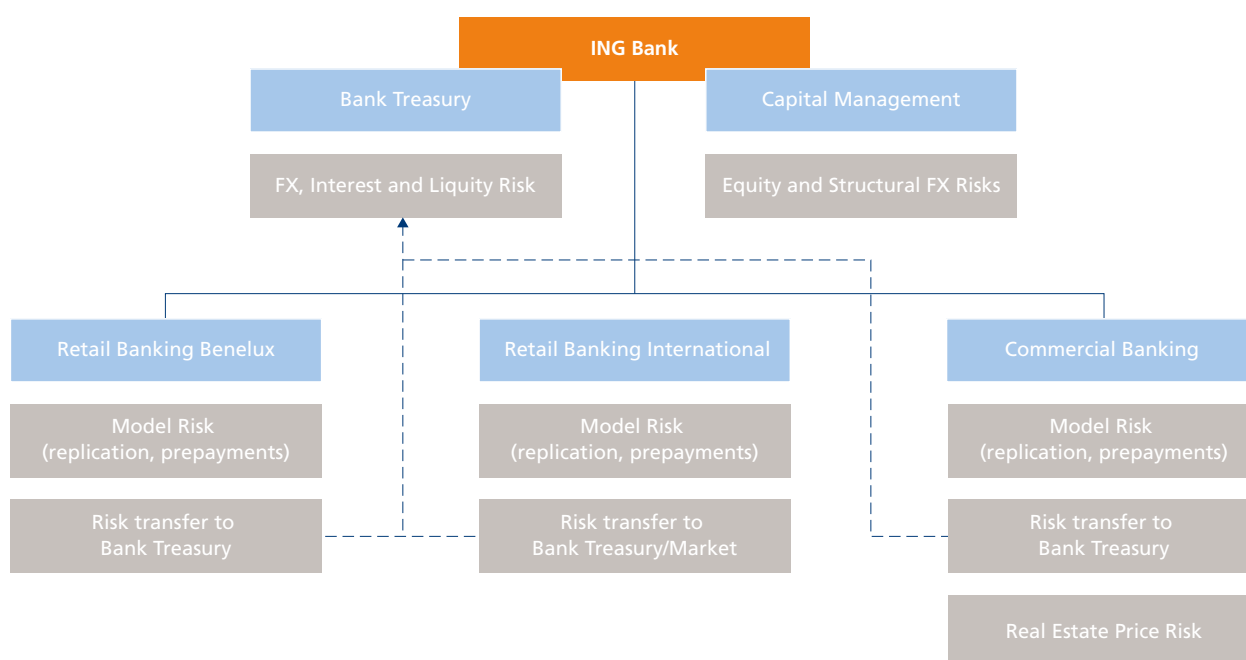 ING Bank
Bank Treasury
Capital Management
FX, Interest and Liquity Risk
Equity and Structural FX Risks
Retail Banking Benelux
Retail Banking International
Commercial Banking
Model Risk
(replication, prepayments)
Model Risk
(replication, prepayments)
Model Risk
(replication, prepayments)
Risk transfer to
Bank Treasury
Risk transfer to
Bank Treasury/Market
Risk transfer to
Bank Treasury
Real Estate Price Risk